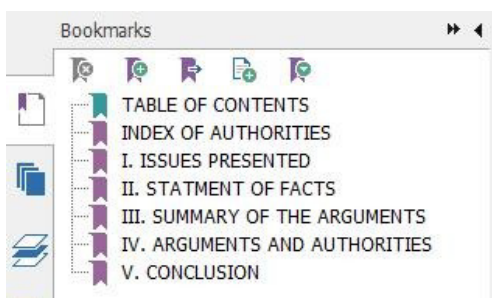 Bookmarks
TABLE OF CONTENTS
INDEX OF AUTHORITIES
I. ISSUES PRESENTED
II. STATMENT OF FACTS
III. SUMMARY OF THE ARGUMENTS
IV. ARGUMENTS AND AUTHORITIES
V. CONCLUSION